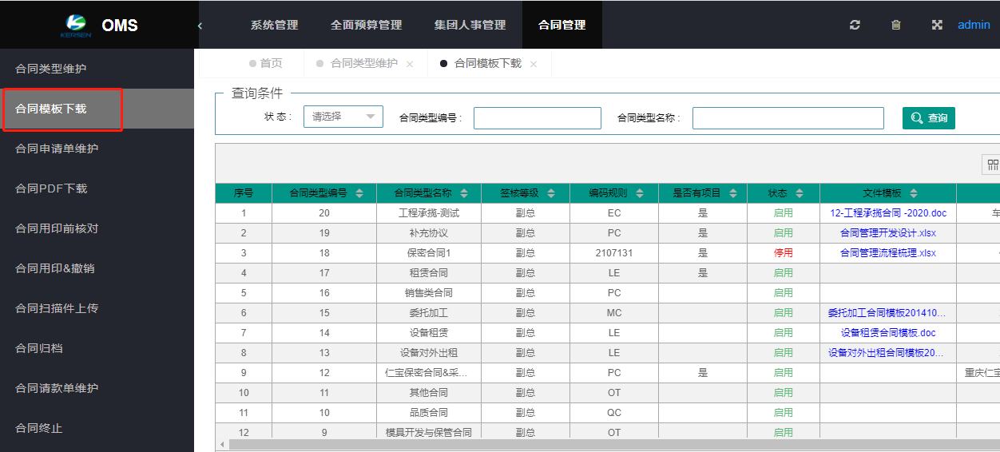 KERSEN OMS 系统管理 全面预算管理 集团人事管理 合同管理 admin
首页 合同类型维护 × 合同模板下载 ×
合同类型维护
合同模板下载
合同申请单维护
合同PDF下载
合同用印前核对
合同用印&撤销
合同扫描件上传
合同归档
合同请款单维护
合同终止
查询条件
状态: 请选择 合同类型编号: 合同类型名称: 查询
序号 合同类型编号 合同类型名称 签核等级 编码规则 是否有项目 状态 文件模板
1 20 工程承揽-测试 副总 EC 是 启用 12-工程承揽合同 -2020.doc 车
2 19 补充协议 副总 PC 是 启用 合同管理开发设计.xlsx
3 18 保密合同1 副总 2107131 是 停用 合同管理流程梳理.xlsx
4 17 租赁合同 副总 LE 是 启用
5 16 销售类合同 副总 PC 启用
6 15 委托加工 副总 MC 启用 委托加工合同模板201410...
7 14 设备租赁 副总 LE 启用 设备租赁合同模板.doc
8 13 设备对外出租 副总 LE 启用 设备对外出租合同模板20...
9 12 仁宝保密合同&采... 副总 PC 是 启用 重庆仁宝
10 11 其他合同 副总 OT 启用
11 10 品质合同 副总 QC 启用
12 9 模具开发与保管合同 副总 OT 启用